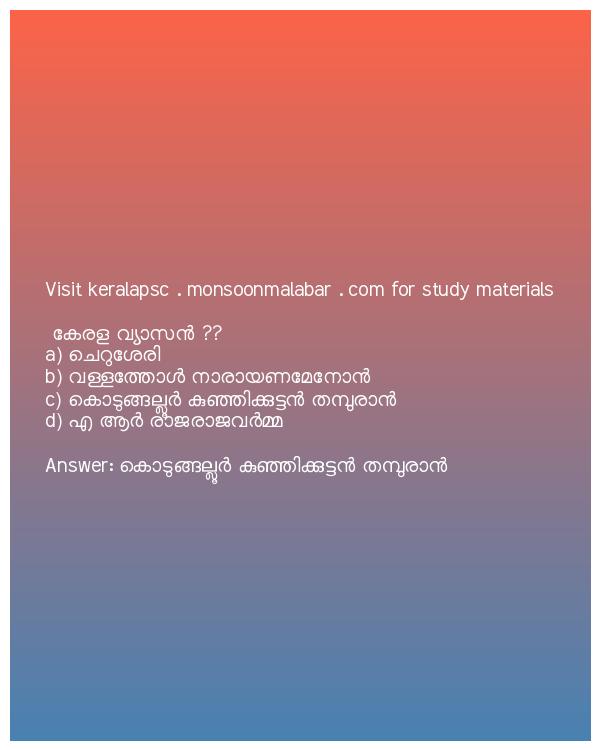 Visit keralapsc . monsoonmalabar . com for study materials
കേരള വ്യാസൻ ??
a) ചെറുശേരി
b) വള്ളത്തോൾ നാരായണമേനോൻ
c) കൊടുങ്ങല്ലൂർ കുഞ്ഞിക്കുട്ടൻ തമ്പുരാൻ
d) എ ആർ രാജരാജവർമ്മ
Answer: കൊടുങ്ങല്ലൂർ കുഞ്ഞിക്കുട്ടൻ തമ്പുരാൻ